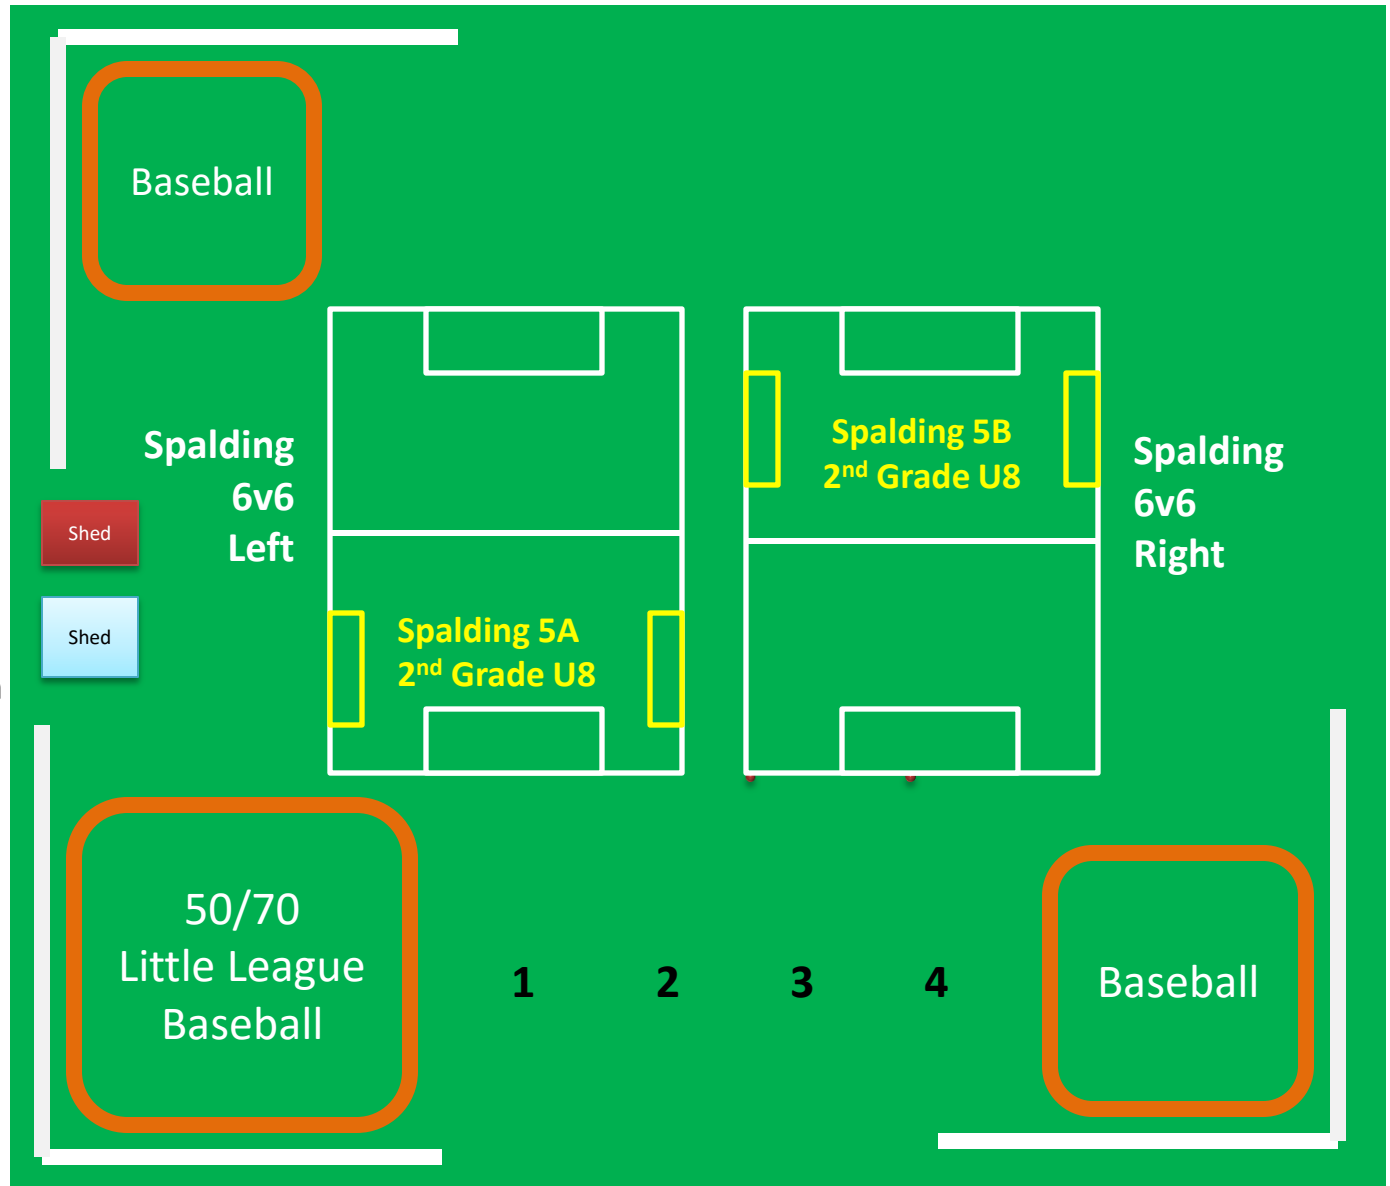 Baseball
Spalding
6v6
Left
Spalding 5B
2nd Grade U8
Spalding
6v6
Right
Shed
Shed
Spalding 5A
2nd Grade U8
50/70
Little League
Baseball
1
2
3
4
Baseball